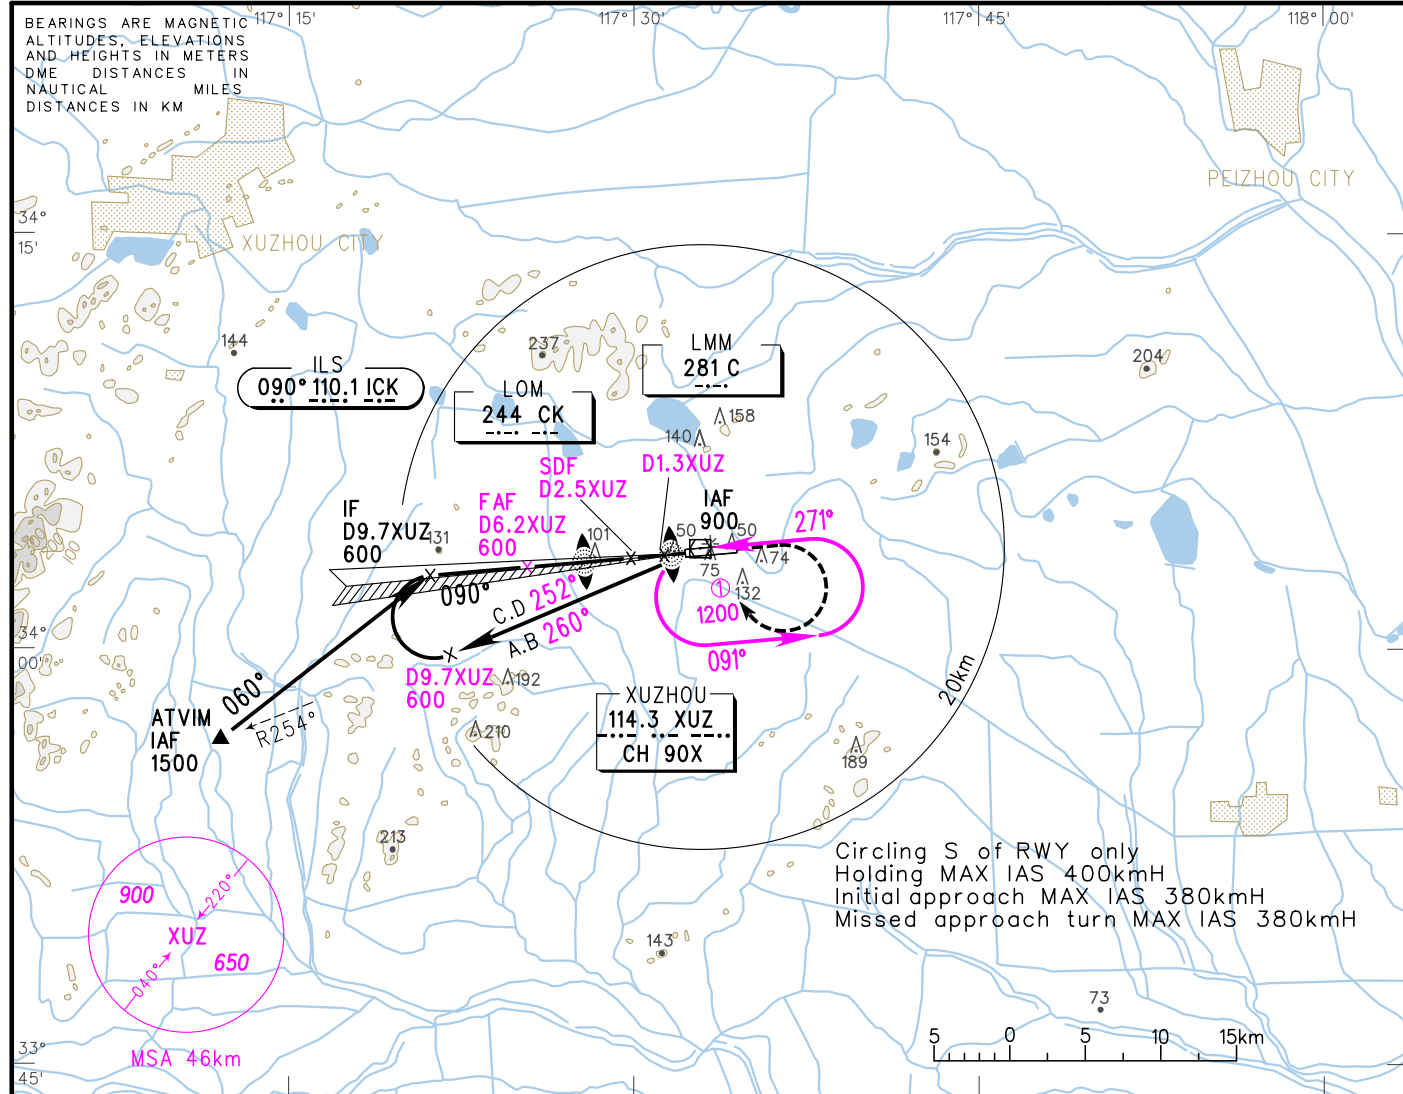 BEARINGS ARE MAGNETIC
ALTITUDES, ELEVATIONS
AND HEIGHTS IN METERS
DME DISTANCES IN
NAUTICAL MILES
DISTANCES IN KM
117° 15'
117° 30'
117° 45'
118° 00'
PEIZHOU CITY
34°
15'
XUZHOU CITY
144
237
204
ILS
090° 110.1 ICK
LOM
244 CK
LMM
281 C
158
140
154
SDF
D2.5XUZ
D1.3XUZ
IF
D9.7XUZ
600
131
FAF
D6.2XUZ
600
101
IAF
900
50
50
271°
74
75
132
1
1200
090°
C.D 252°
A.B 260°
091°
34°
00'
D9.7XUZ
600
192
210
060°
R254°
ATVIM
IAF
1500
XUZHOU
114.3 XUZ
CH 90X
20km
189
213
Circling S of RWY only
Holding MAX IAS 400kmH
Initial approach MAX IAS 380kmH
Missed approach turn MAX IAS 380kmH
900
220°
XUZ
650
040°
MSA 46km
143
73
5 0 5 10 15km
33°
45'